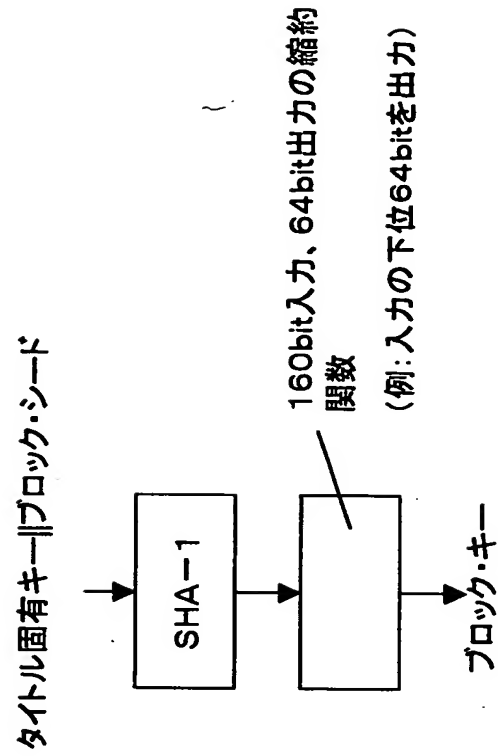 タイトル固有キー||ブロック・シード
SHA-1
160bit入力、64bit出力の縮約
関数
(例:入力の下位64bitを出力)
ブロック・キー